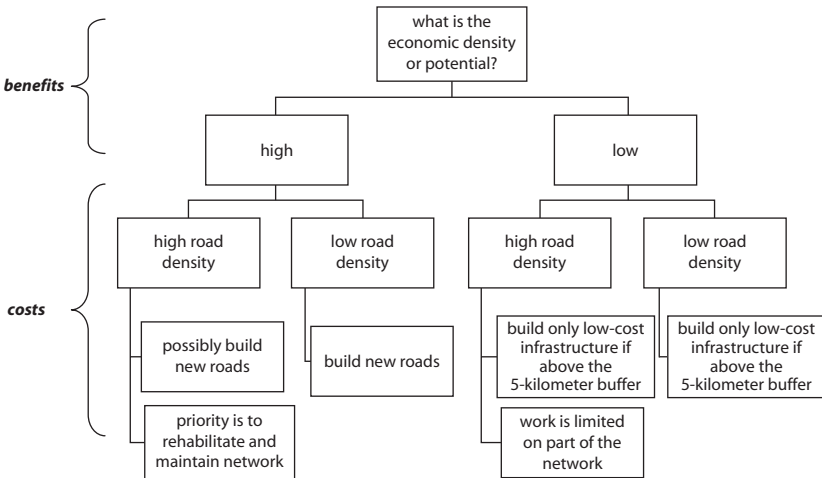 what is the
economic density
or potential?
benefits
high
low
high road
density
low road
density
high road
density
low road
density
costs
possibly build
new roads
build new roads
build only low-cost
infrastructure if
above the
5-kilometer buffer
build only low-cost
infrastructure if
above the
5-kilometer buffer
priority is to
rehabilitate and
maintain network
work is limited
on part of the
network